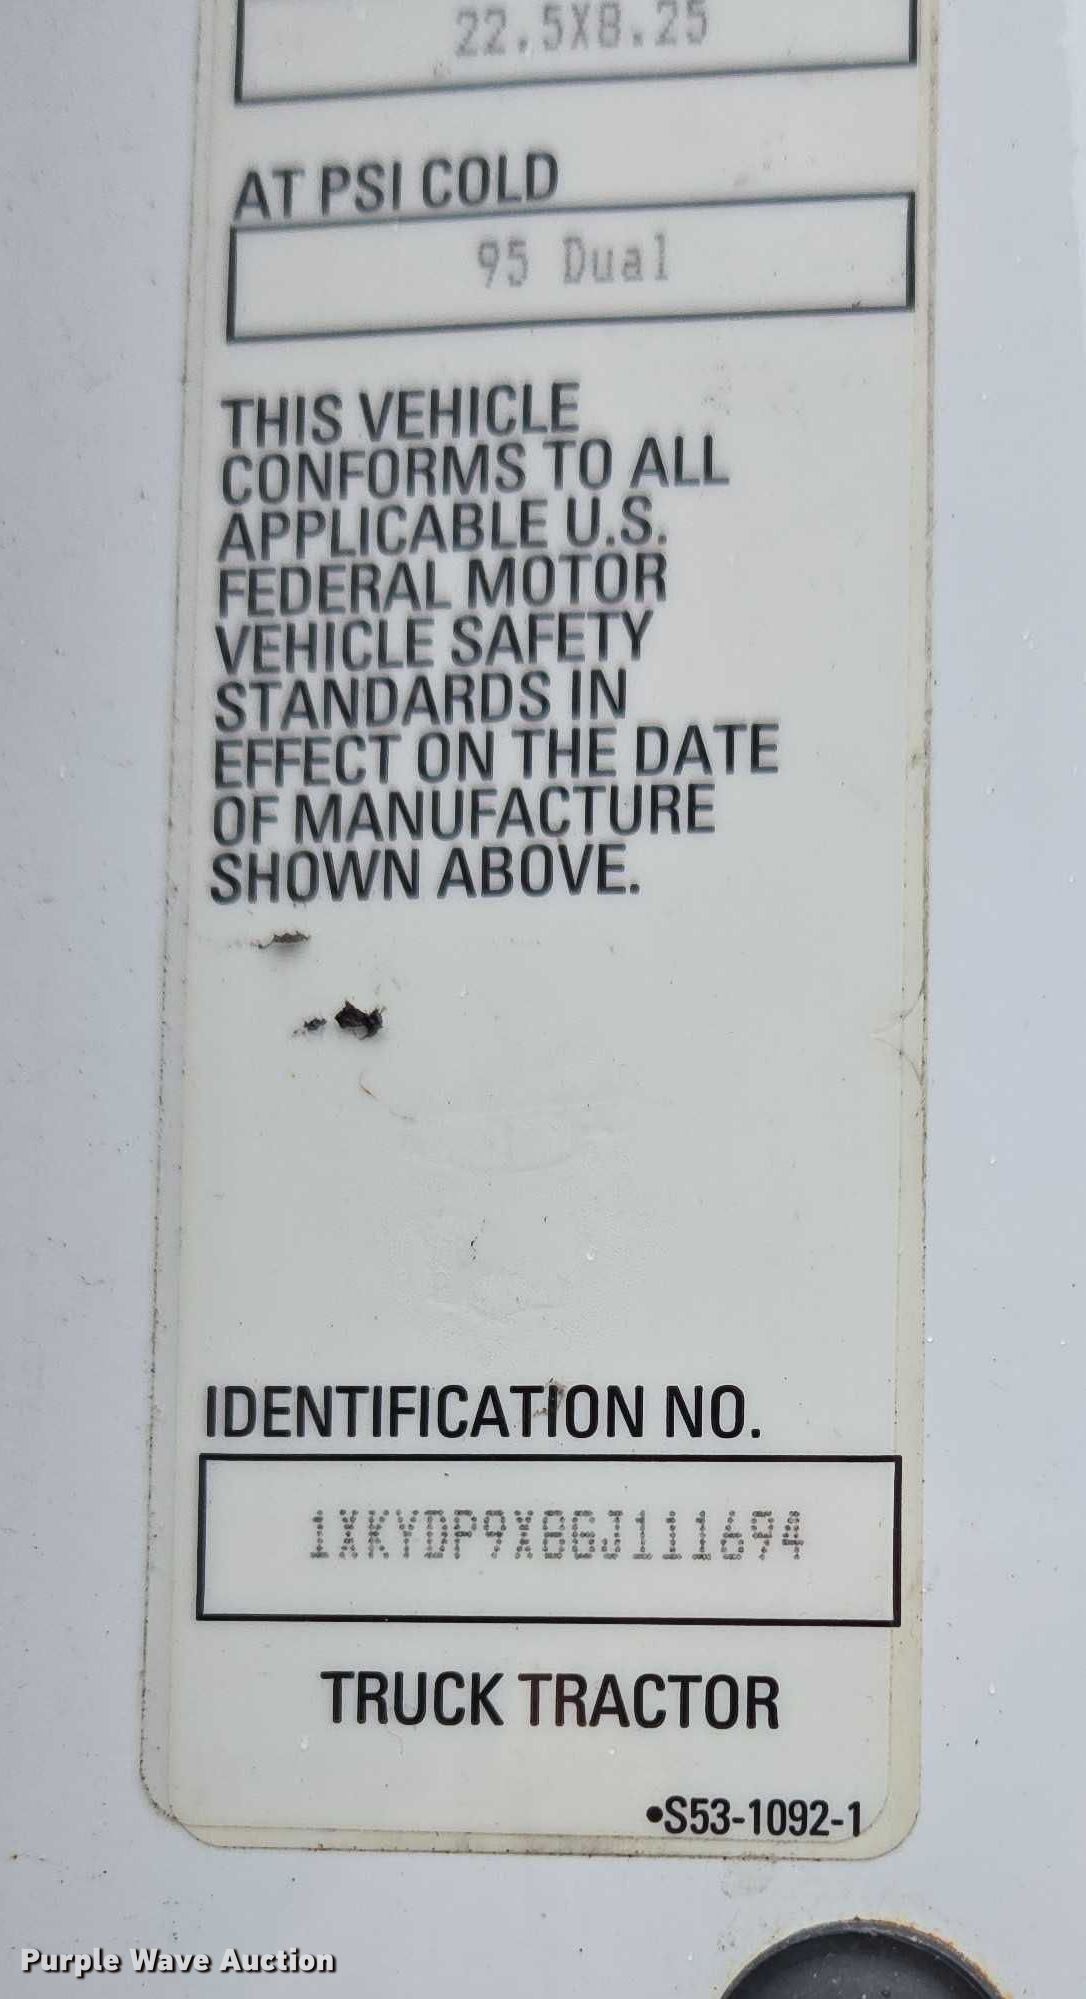 22.5X8.25
AT PSI COLD
95 Dual
THIS VEHICLE
CONFORMS TO ALL
APPLICABLE U.S.
FEDERAL MOTOR
VEHICLE SAFETY
STANDARDS IN
EFFECT ON THE DATE
OF MANUFACTURE
SHOWN ABOVE.
IDENTIFICATION NO.
1XKYDP9X8GJ111694
TRUCK TRACTOR
•S53-1092-1
Purple Wave Auction